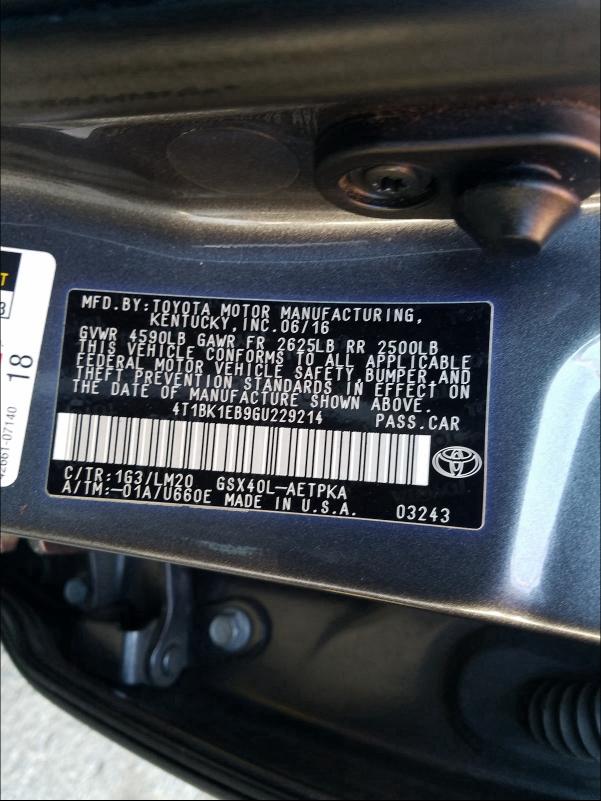 MFD.BY:TOYOTA MOTOR MANUFACTURING,
KENTUCKY, INC.06/16
GVWR 4590LB GAWR FR 2625LB RR 2500LB
THIS VEHICLE CONFORMS TO ALL APPLICABLE
FEDERAL MOTOR VEHICLE SAFETY, BUMPER, AND
THEFT PREVENTION STANDARDS IN EFFECT ON
THE DATE OF MANUFACTURE SHOWN ABOVE.
4T1BK1EB9GU229214 PASS.CAR
C/TR:1G3/LM20 GSX40L-AETPKA
A/TM:-01A/U660E MADE IN U.S.A. 03243
18
42661-07140